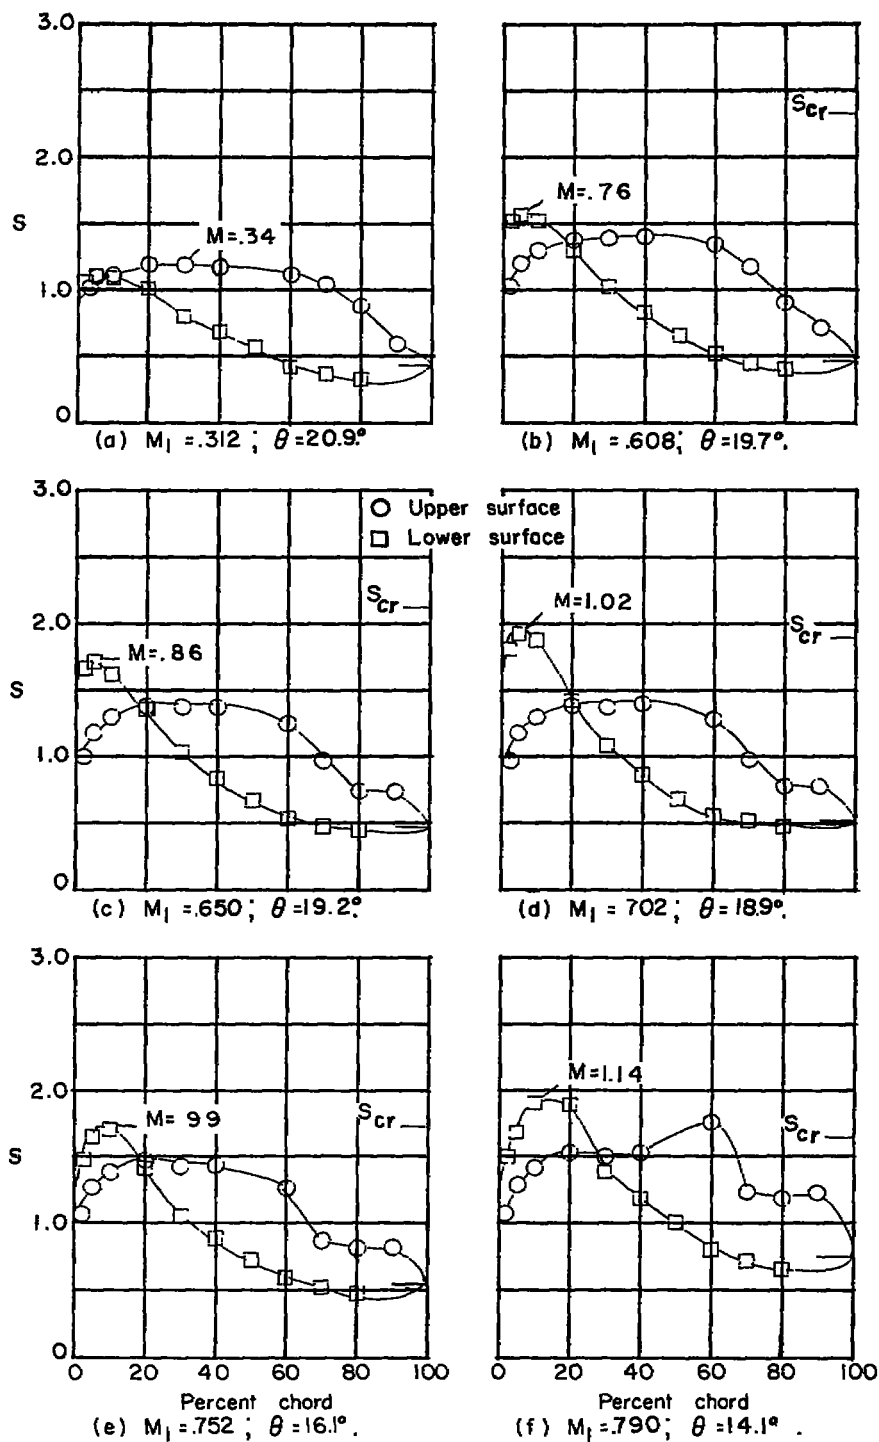 3.0
2.0
S
1.0
0
M=.34
(a) M1 =.312 ; θ=20.9°.
Scr
M=.76
(b) M1 =.608; θ=19.7°.
3.0
2.0
S
1.0
0
○ Upper surface
□ Lower surface
Scr
M=.86
(c) M1 =.650; θ=19.2°.
M=1.02
Scr
(d) M1 = 702; θ=18.9°.
3.0
2.0
S
1.0
0
M= 99
Scr
0 20 40 60 80 100
Percent chord
(e) M1 =.752; θ=16.1°.
M=1.14
Scr
0 20 40 60 80 100
Percent chord
(f) M1=.790; θ=14.1° .